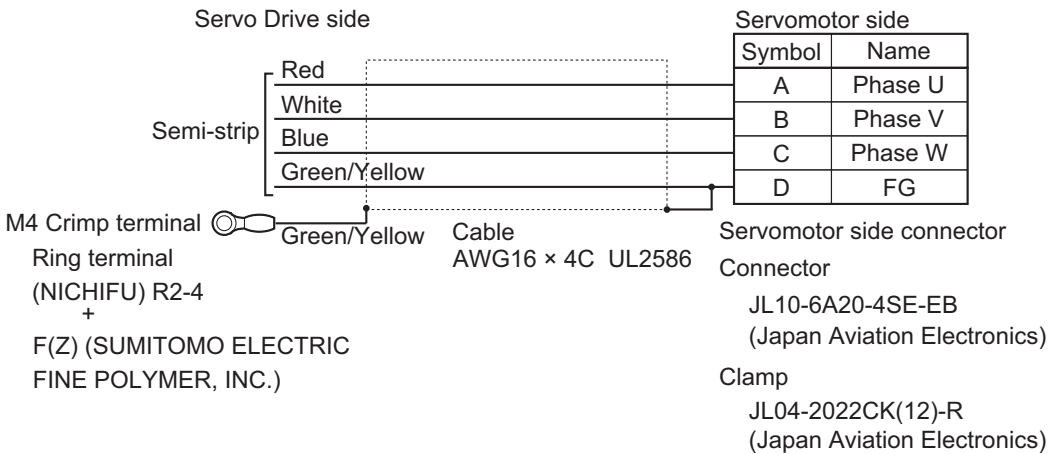 Servo Drive side
Servomotor side
Symbol Name
Red
A Phase U
White
B Phase V
Semi-strip
Blue
C Phase W
Green/Yellow
D FG
M4 Crimp terminal
Green/Yellow
Ring terminal
(NICHIFU) R2-4
+
F(Z) (SUMITOMO ELECTRIC
FINE POLYMER, INC.)
Cable
AWG16 × 4C UL2586
Servomotor side connector
Connector
JL10-6A20-4SE-EB
(Japan Aviation Electronics)
Clamp
JL04-2022CK(12)-R
(Japan Aviation Electronics)